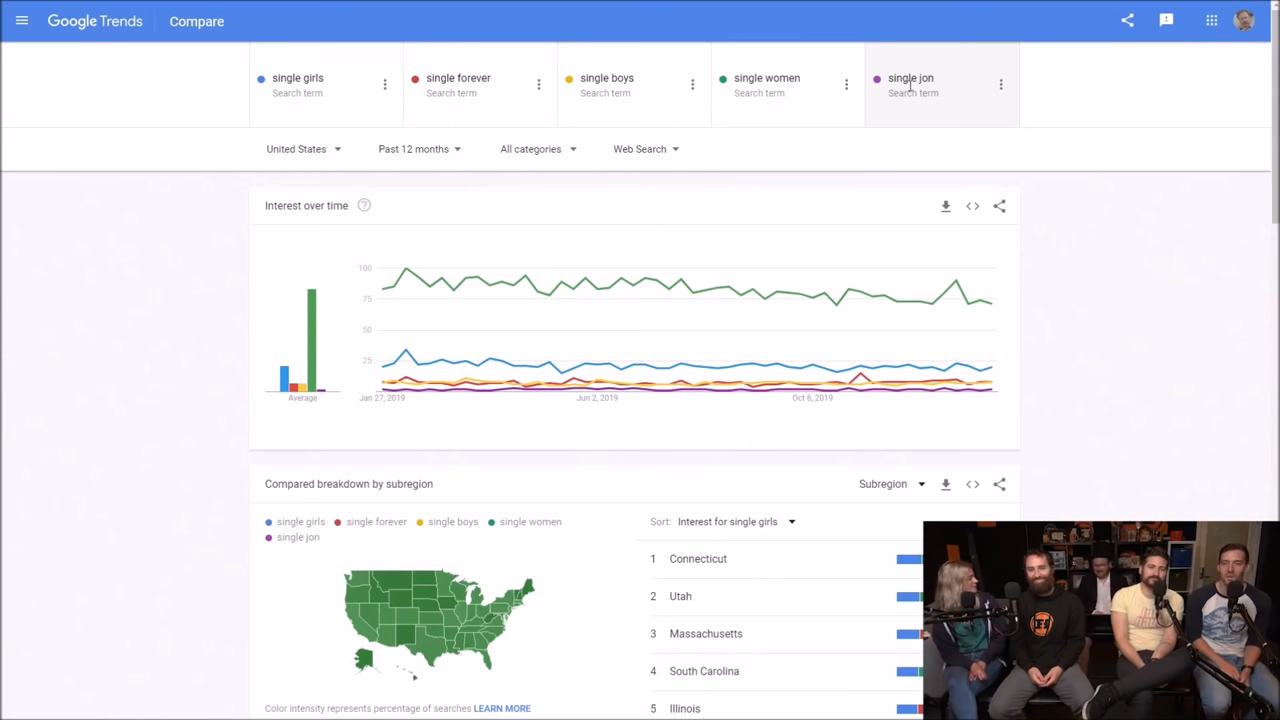 Google Trends Compare
single girls
Search term
single forever
Search term
single boys
Search term
single women
Search term
single jon
Search term
United States Past 12 months All categories Web Search
Interest over time ?
100
75
50
25
Average
Jan 27, 2019 Jun 2, 2019 Oct 6, 2019
Compared breakdown by subregion
Subregion
single girls single forever single boys single women
single jon
Sort: Interest for single girls
1 Connecticut
2 Utah
3 Massachusetts
4 South Carolina
5 Illinois
Color intensity represents percentage of searches LEARN MORE